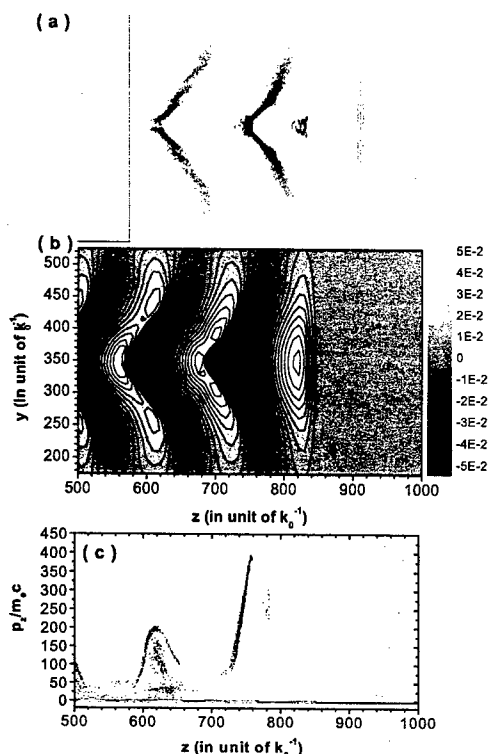 ( a )
( b )
y (in unit of k₀⁻¹)
500
450
400
350
300
250
200
500 600 700 800 900 1000
z (in unit of k₀⁻¹)
5E-2
4E-2
3E-2
2E-2
1E-2
0
-1E-2
-2E-2
-3E-2
-4E-2
-5E-2
( c )
p_z/m_e c
450
400
350
300
250
200
150
100
50
0
500 600 700 800 900 1000
z (in unit of k₀⁻¹)